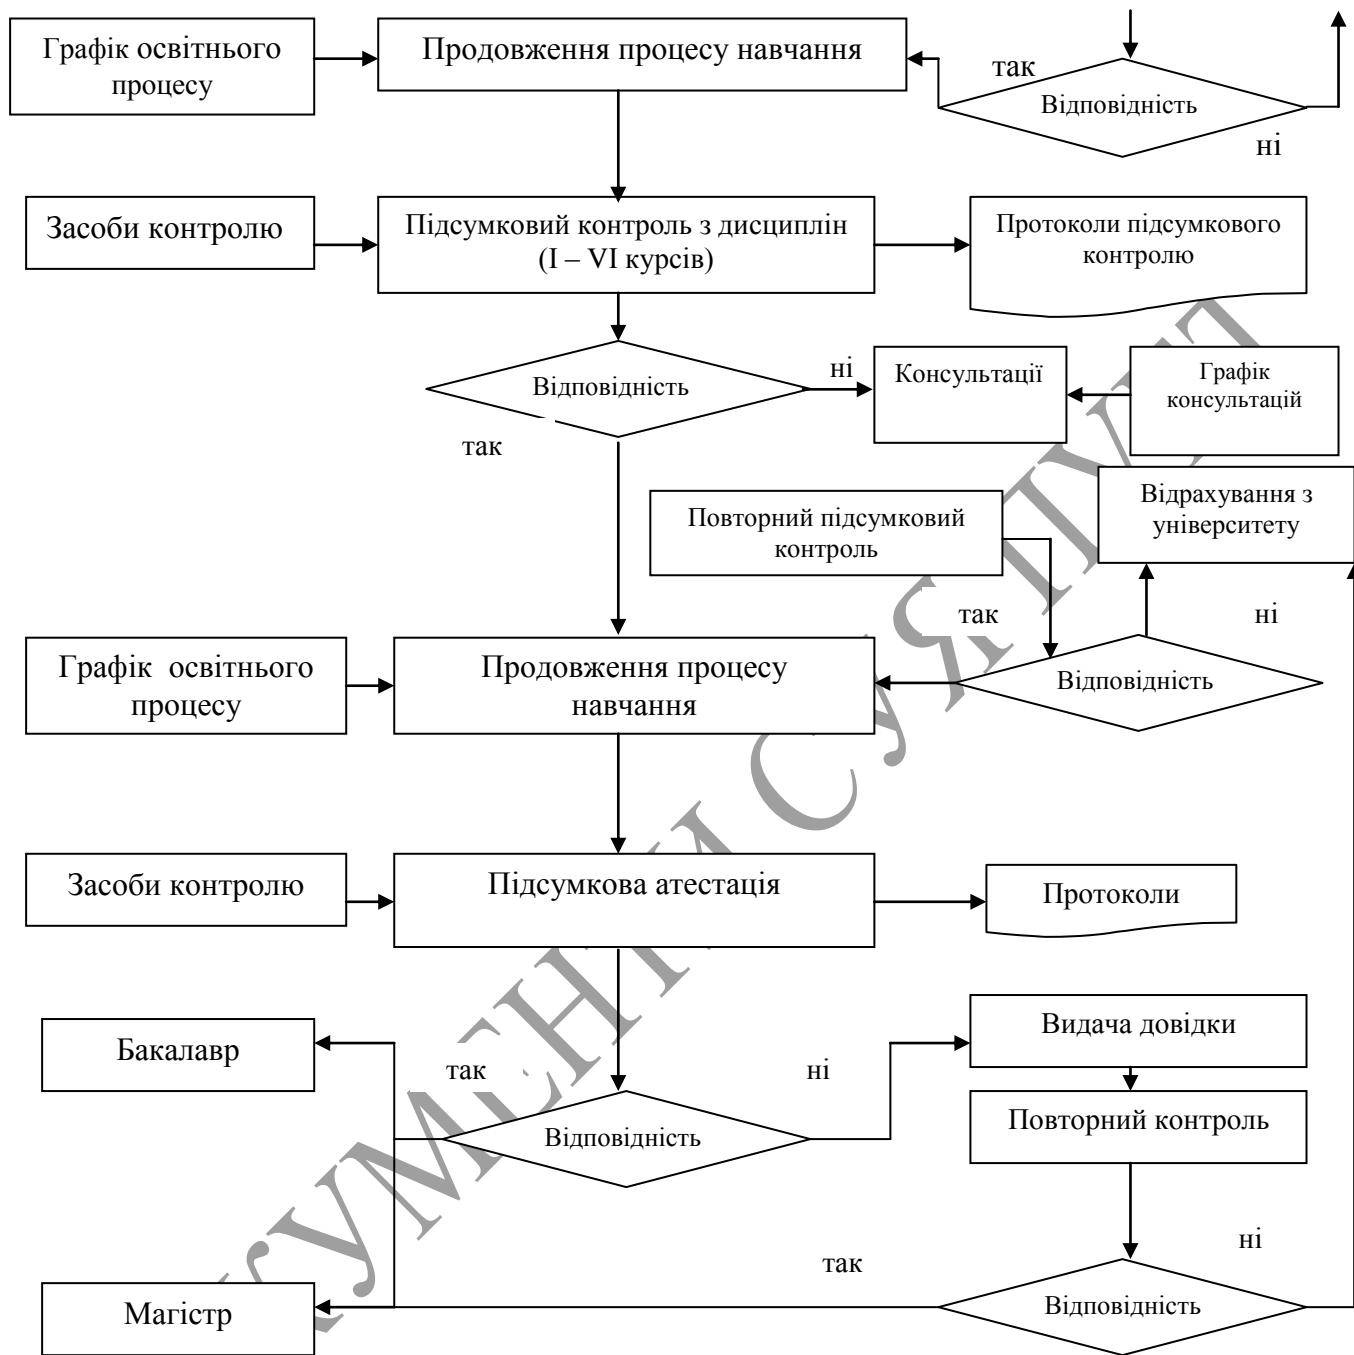 Графік освітнього
процесу
Продовження процесу навчання
так
Відповідність
ні
Засоби контролю
Підсумковий контроль з дисциплін
(I – VI курсів)
Протоколи підсумкового
контролю
Відповідність
ні
Консультації
Графік
консультацій
так
Повторний підсумковий
контроль
Відрахування з
університету
так
ні
Графік освітнього
процесу
Продовження процесу
навчання
Відповідність
Засоби контролю
Підсумкова атестація
Протоколи
Бакалавр
так
ні
Видача довідки
Відповідність
Повторний контроль
так
ні
Магістр
Відповідність